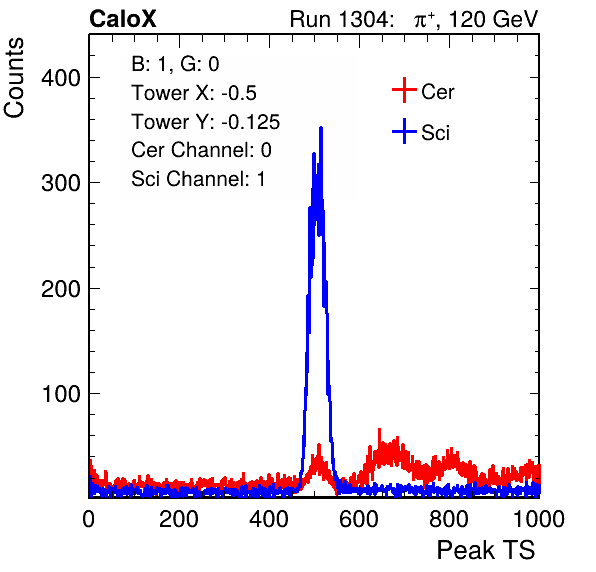 CaloX Run 1304: π⁺, 120 GeV
Counts
B: 1, G: 0
Tower X: -0.5
Tower Y: -0.125
Cer Channel: 0
Sci Channel: 1
Cer
Sci
400
300
200
100
0 200 400 600 800 1000
Peak TS